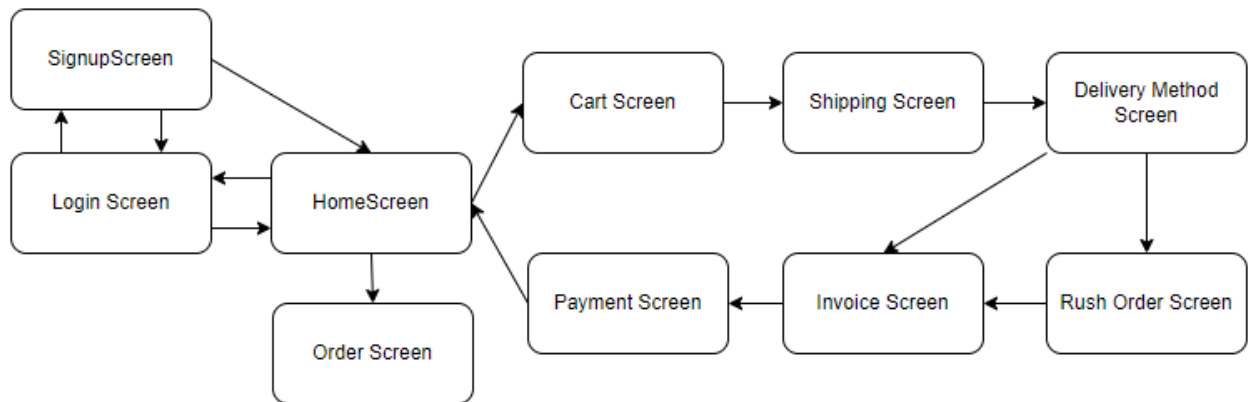 SignupScreen
Login Screen
HomeScreen
Order Screen
Cart Screen
Shipping Screen
Delivery Method
Screen
Payment Screen
Invoice Screen
Rush Order Screen